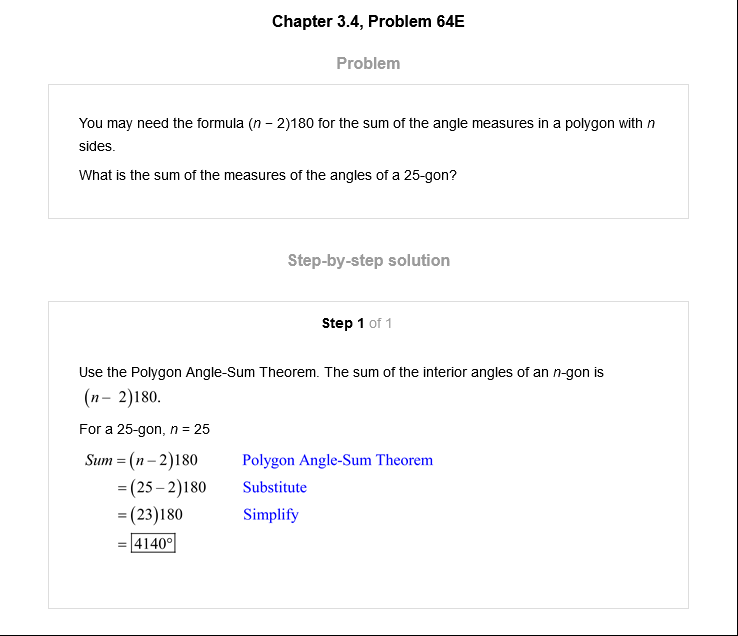 Chapter 3.4, Problem 64E
Problem
You may need the formula (n − 2)180 for the sum of the angle measures in a polygon with n
sides.
What is the sum of the measures of the angles of a 25-gon?
Step-by-step solution
Step 1 of 1
Use the Polygon Angle-Sum Theorem. The sum of the interior angles of an n-gon is
(n− 2)180.
For a 25-gon, n = 25
Sum = (n−2)180 Polygon Angle-Sum Theorem
= (25−2)180 Substitute
= (23)180 Simplify
= 4140°